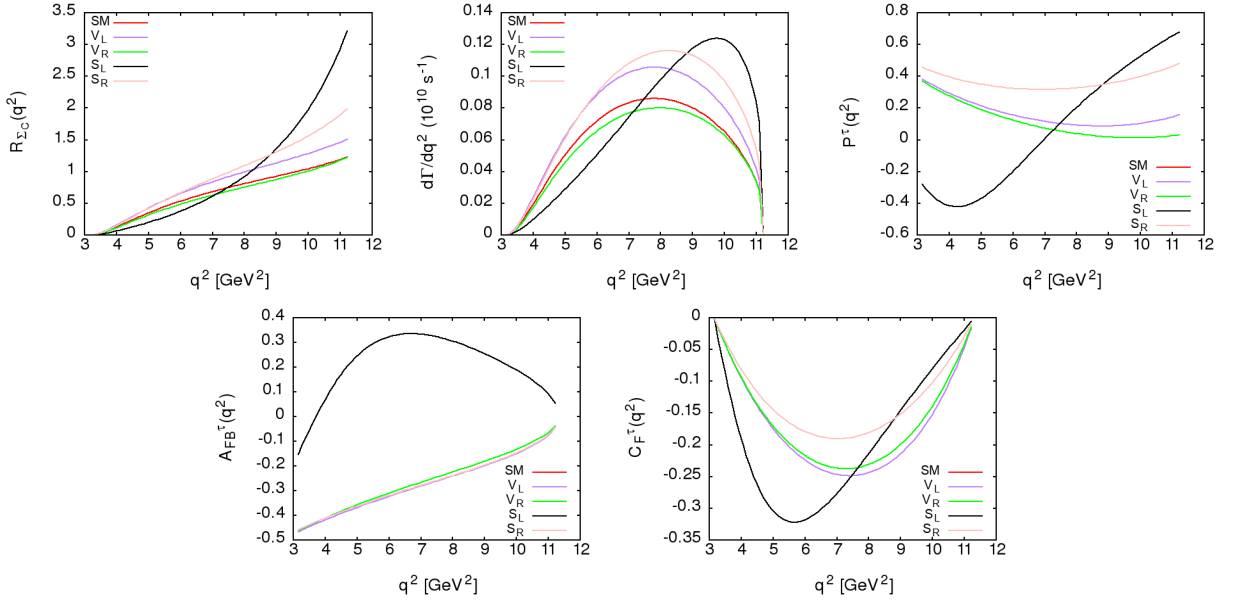 R_{Σ_C}(q²)
4
3.5
3
2.5
2
1.5
1
0.5
0
SM
V_L
V_R
S_L
S_R
3 4 5 6 7 8 9 10 11 12
q² [GeV²]
dΓ/dq² (10¹⁰ s⁻¹)
0.14
0.12
0.1
0.08
0.06
0.04
0.02
0
SM
V_L
V_R
S_L
S_R
3 4 5 6 7 8 9 10 11 12
q² [GeV²]
P^τ(q²)
0.8
0.6
0.4
0.2
0
-0.2
-0.4
-0.6
SM
V_L
V_R
S_L
S_R
3 4 5 6 7 8 9 10 11 12
q² [GeV²]
A_{FB}^τ(q²)
0.4
0.3
0.2
0.1
0
-0.1
-0.2
-0.3
-0.4
-0.5
SM
V_L
V_R
S_L
S_R
3 4 5 6 7 8 9 10 11 12
q² [GeV²]
C_F^τ(q²)
0
-0.05
-0.1
-0.15
-0.2
-0.25
-0.3
-0.35
SM
V_L
V_R
S_L
S_R
3 4 5 6 7 8 9 10 11 12
q² [GeV²]